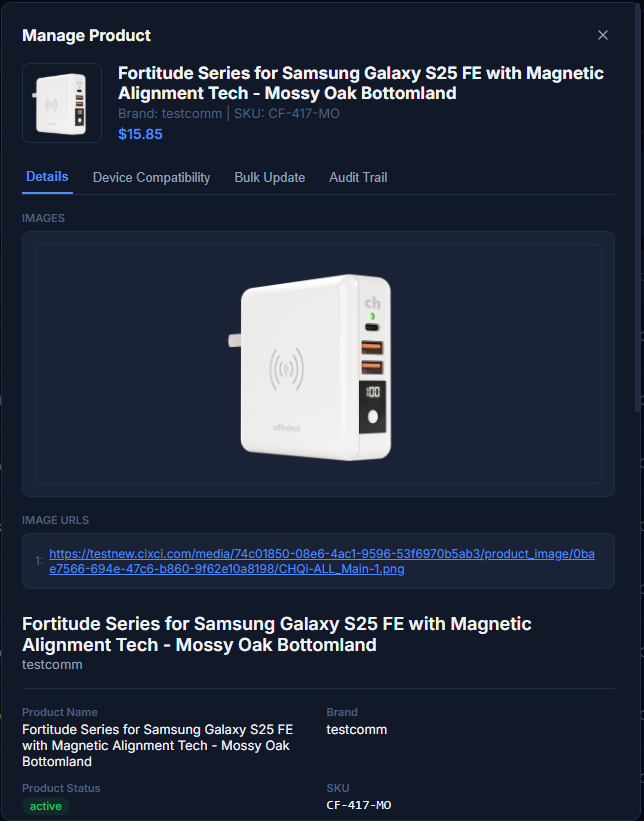 Manage Product
Fortitude Series for Samsung Galaxy S25 FE with Magnetic
Alignment Tech - Mossy Oak Bottomland
Brand: testcomm | SKU: CF-417-MO
$15.85
Details
Device Compatibility
Bulk Update
Audit Trail
IMAGES
ch
100
IMAGE URLS
1:
https://testnew.cixci.com/media/74c01850-08e6-4ac1-9596-53f6970b5ab3/product_image/0ba
e7566-694e-47c6-b860-9f62e10a8198/CHQi-ALL_Main-1.png
Fortitude Series for Samsung Galaxy S25 FE with Magnetic
Alignment Tech - Mossy Oak Bottomland
testcomm
Product Name
Fortitude Series for Samsung Galaxy S25 FE
with Magnetic Alignment Tech - Mossy Oak
Bottomland
Brand
testcomm
Product Status
active
SKU
CF-417-MO